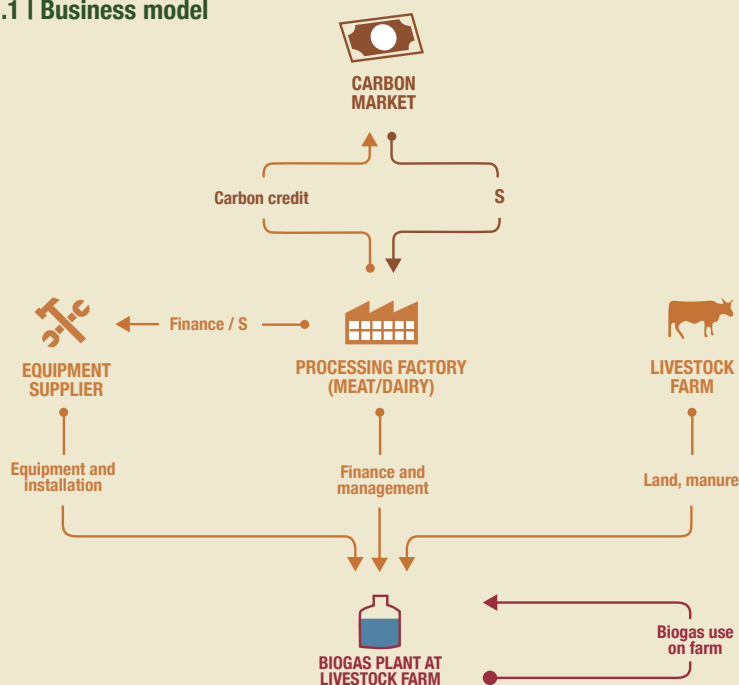 .1 | Business model
CARBON
MARKET
Carbon credit
S
Finance / S
EQUIPMENT
SUPPLIER
PROCESSING FACTORY
(MEAT/DAIRY)
LIVESTOCK
FARM
Equipment and
installation
Finance and
management
Land, manure
Biogas use
on farm
BIOGAS PLANT AT
LIVESTOCK FARM